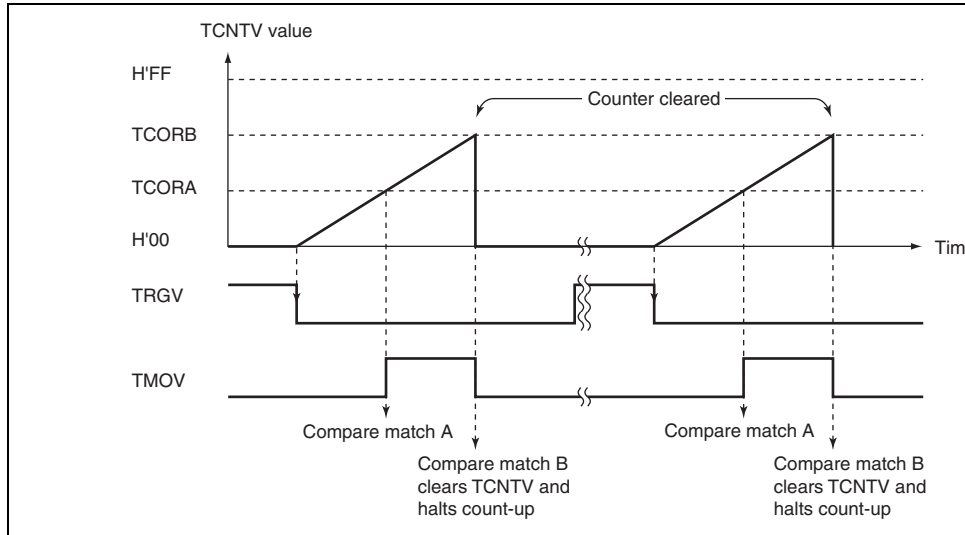 TCNTV value
H'FF
Counter cleared
TCORB
TCORA
H'00
Tim
TRGV
TMOV
Compare match A
Compare match A
Compare match B
clears TCNTV and
halts count-up
Compare match B
clears TCNTV and
halts count-up